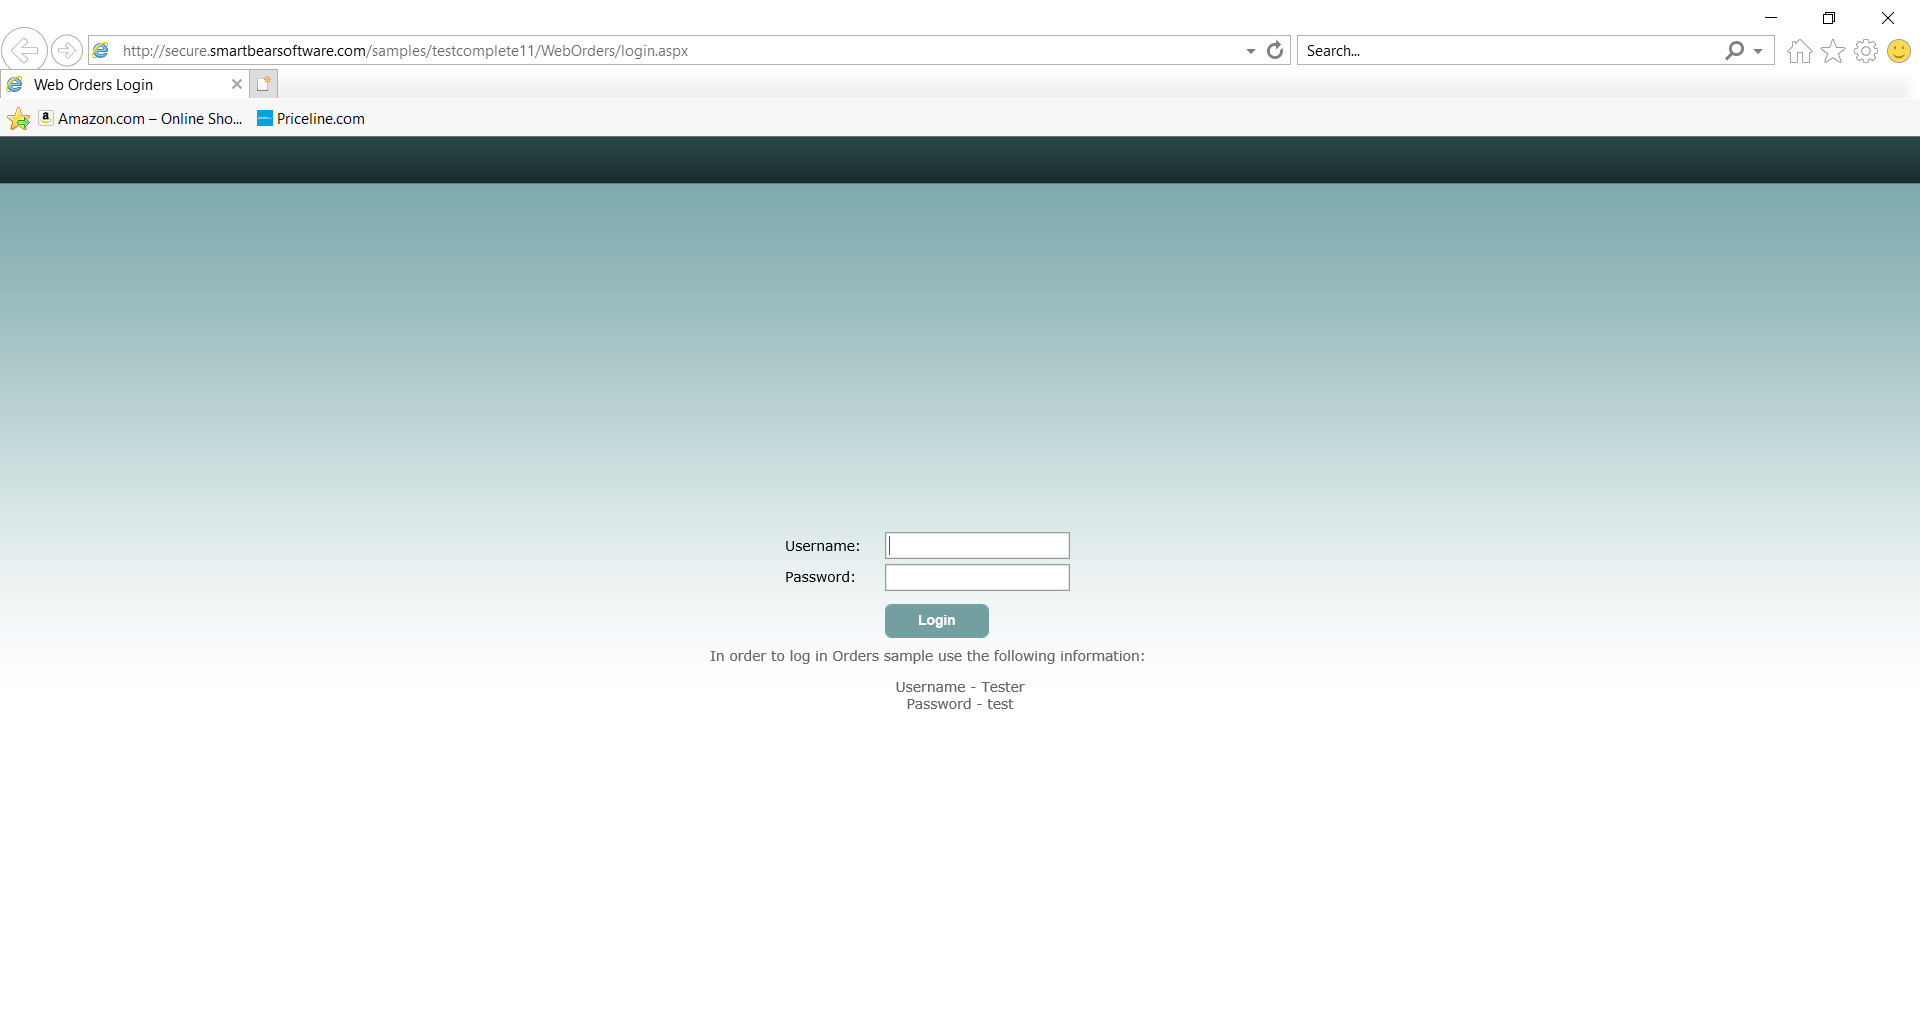 http://secure.smartbearsoftware.com/samples/testcomplete11/WebOrders/login.aspx
Search...
Web Orders Login
Amazon.com – Online Sho...
Priceline.com
Username:
Password:
Login
In order to log in Orders sample use the following information:
Username - Tester
Password - test